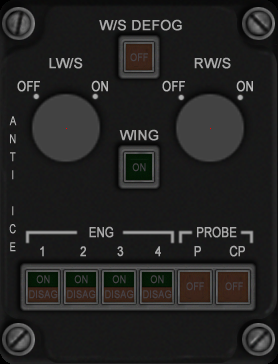 W/S DEFOG
OFF
LW/S
RW/S
OFF ON
OFF ON
WING
ON
ANTI ICE
ENG
PROBE
1 2 3 4 P CP
ON ON ON ON OFF OFF
DISAG DISAG DISAG DISAG